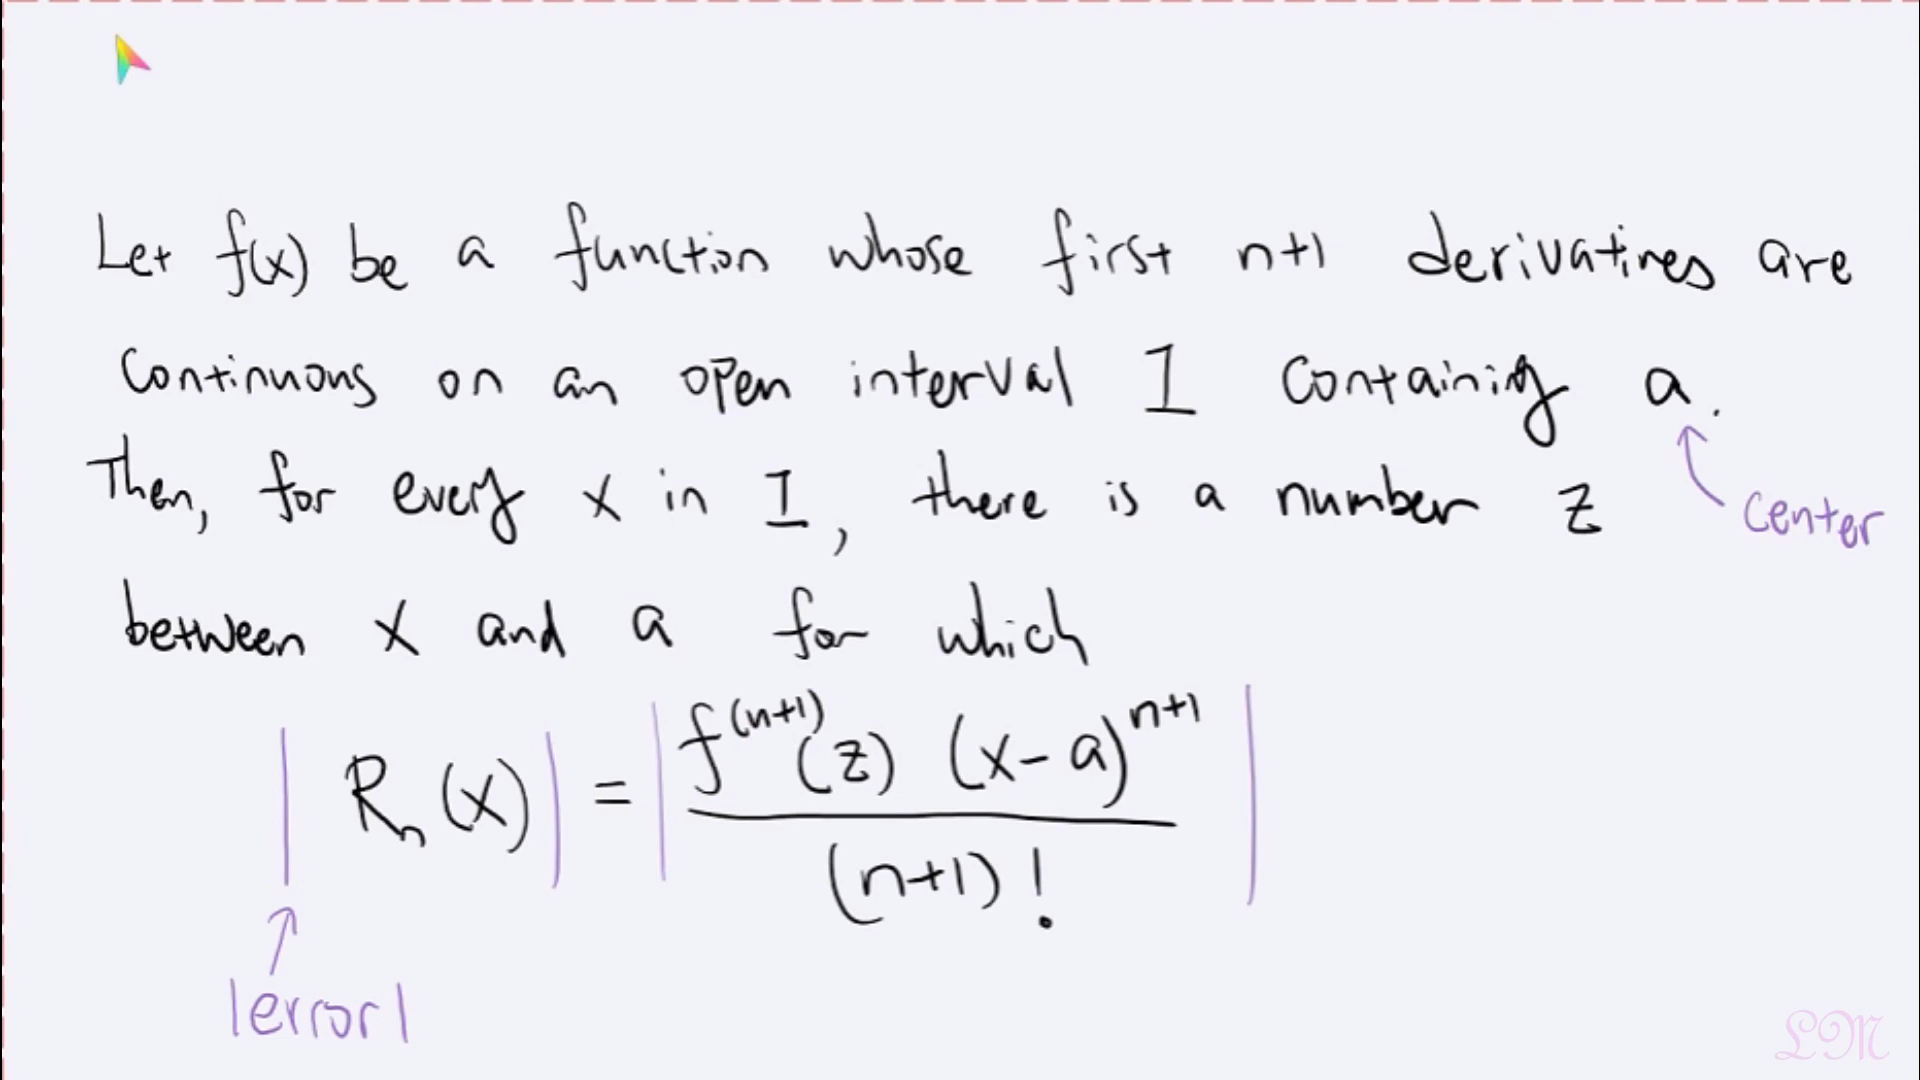 Let f(x) be a function whose first n+1 derivatives are
continuous on an open interval I containing a.
Then, for every x in I, there is a number z
center
between x and a for which
|R_n(x)| = |f^(n+1)(z) (x-a)^n+1 / (n+1)!|
|error|
LM